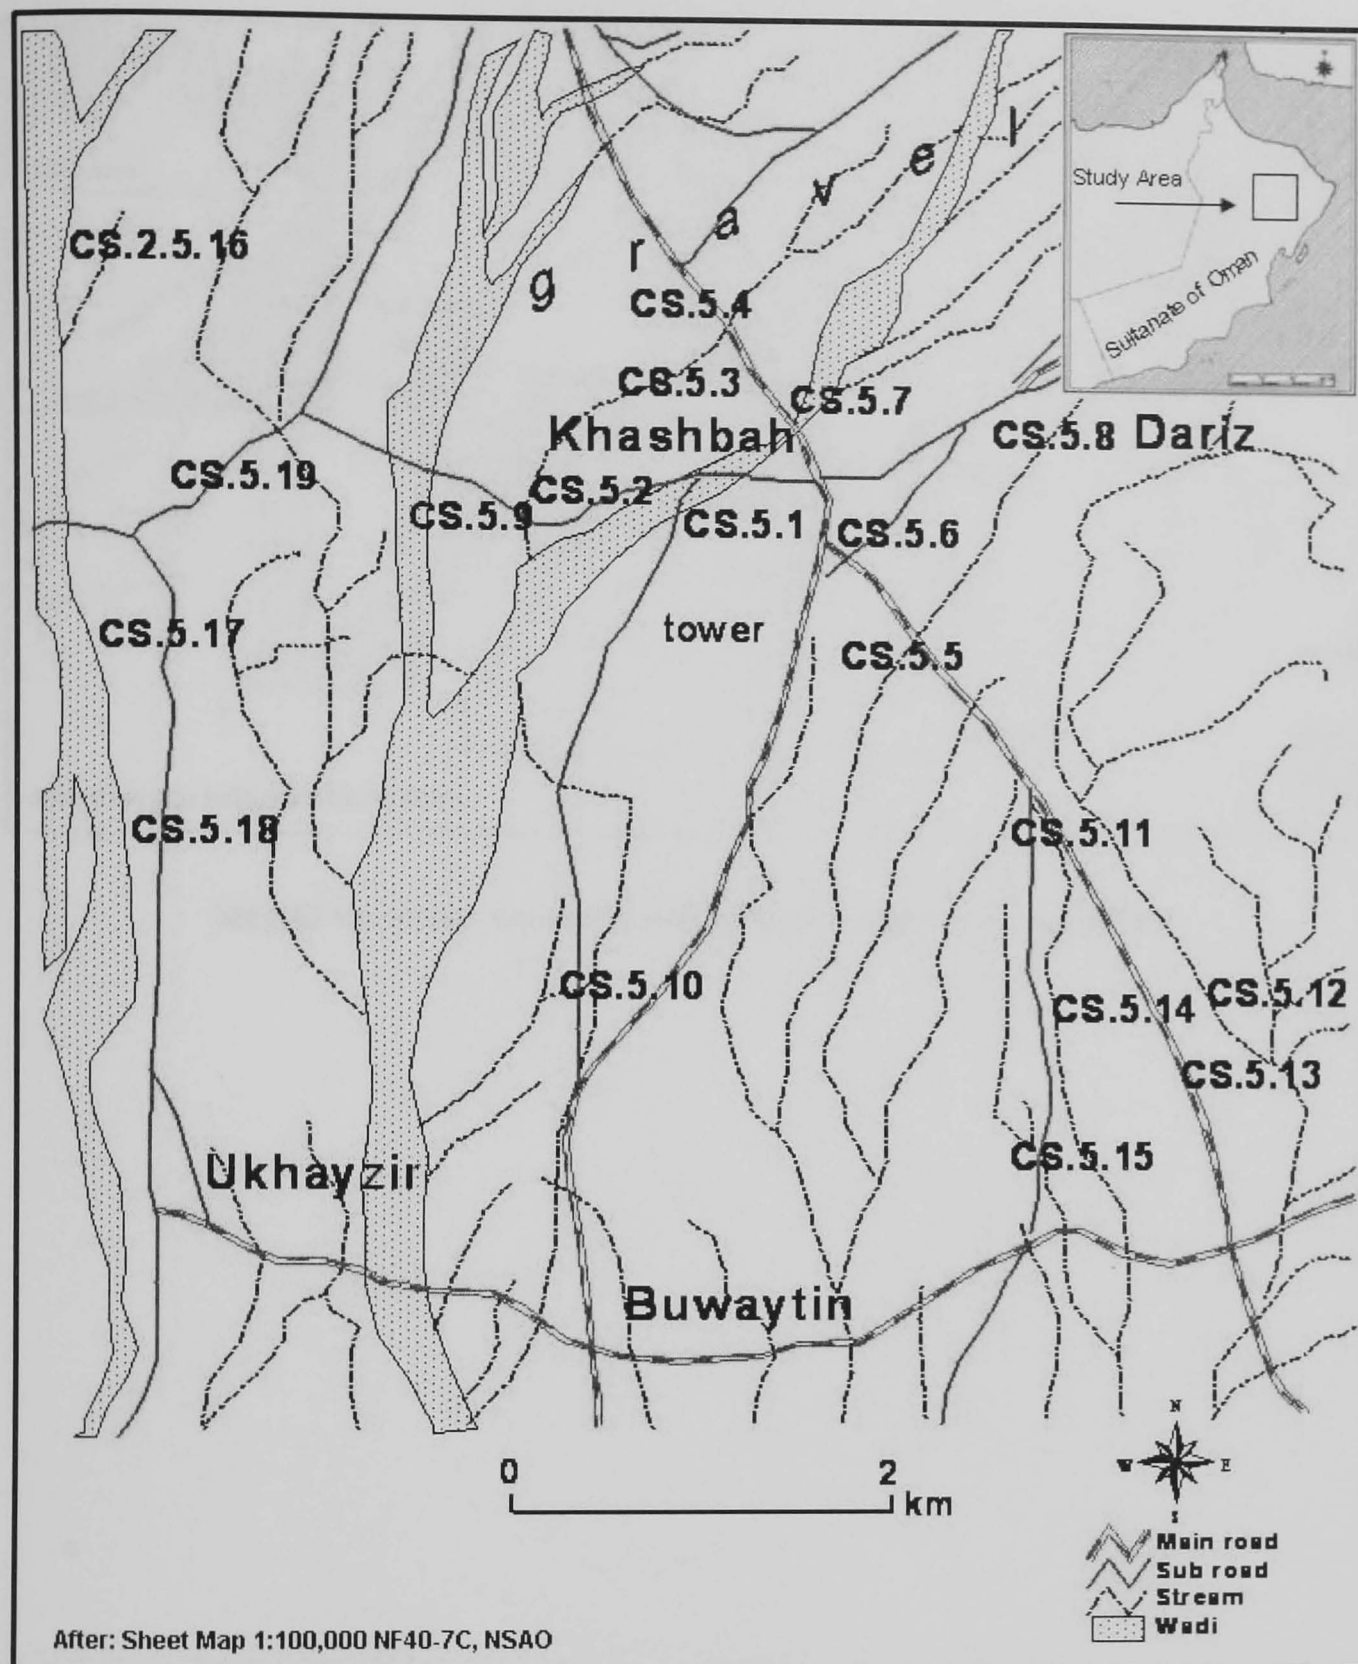 Study Area
Sultanate of Oman
g r a v e l
CS.2.5.16
CS.5.4
CS.5.3
CS.5.7
Khashbah
CS.5.8 Dariz
CS.5.19
CS.5.2
CS.5.9
CS.5.1
CS.5.6
CS.5.17
tower
CS.5.5
CS.5.18
CS.5.11
CS.5.10
CS.5.14
CS.5.12
CS.5.13
CS.5.15
Ukhayzir
Buwaytin
N
W E
S
0 2
km
Main road
Sub road
Stream
Wadi
After: Sheet Map 1:100,000 NF40-7C, NSAO